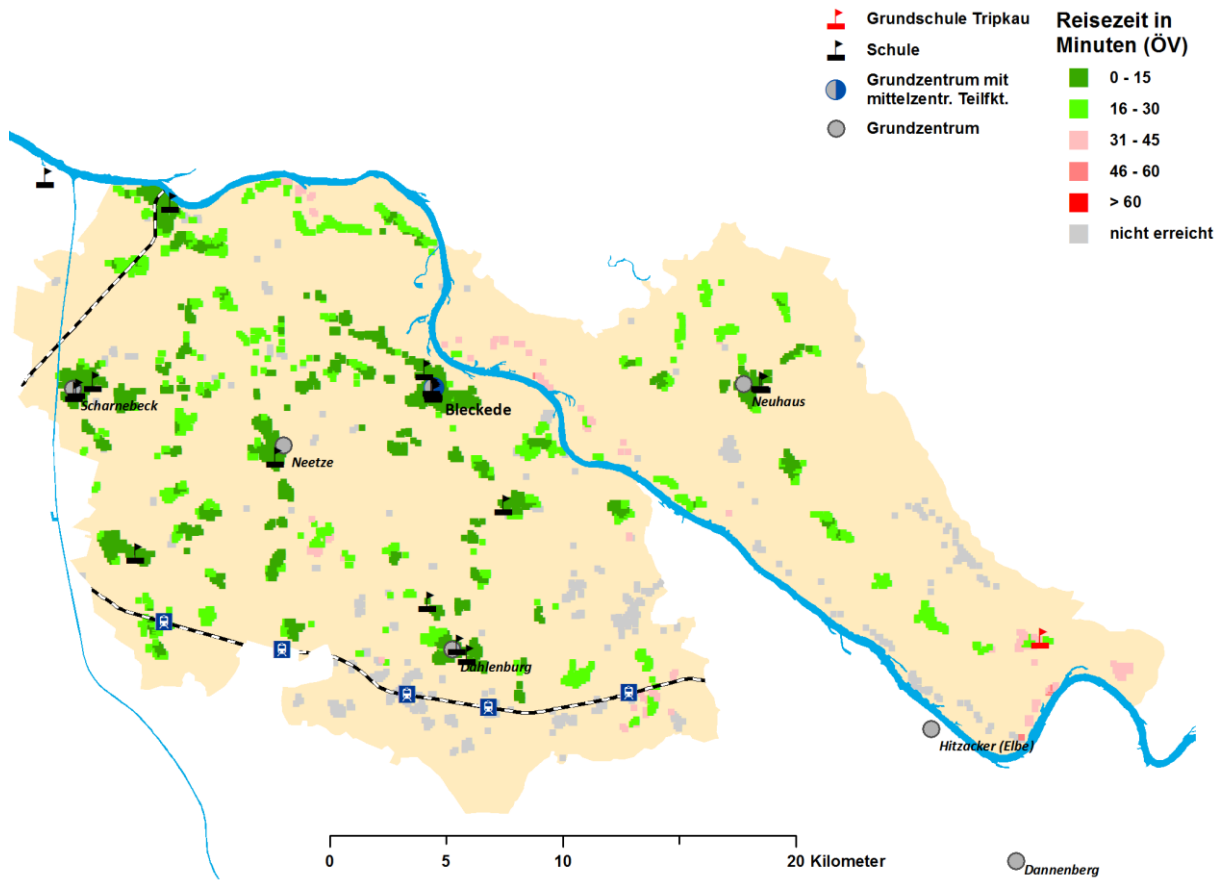 Grundschule Tripkau
Schule
Grundzentrum mit
mittelzentr. Teilfkt.
Grundzentrum
Reisezeit in
Minuten (ÖV)
0 - 15
16 - 30
31 - 45
46 - 60
> 60
nicht erreicht
Scharnebeck
Bleckede
Neuhaus
Neetze
Dahlenburg
Hitzacker (Elbe)
0 5 10 20 Kilometer
Dannenberg